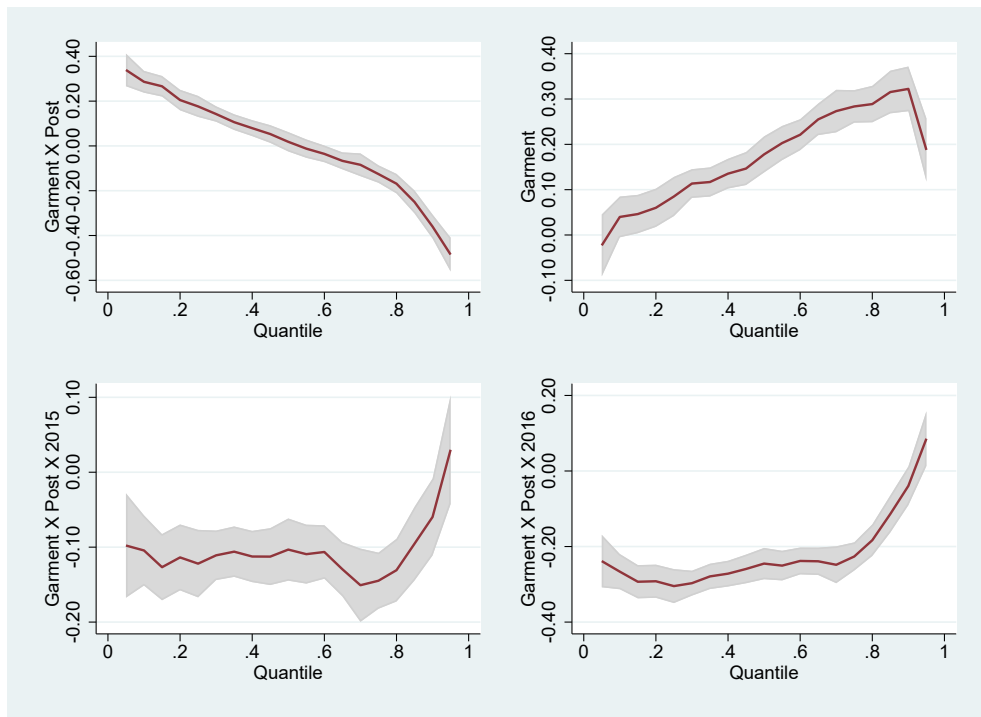 Garment X Post
0.40
0.20
0.00
-0.20
-0.40
-0.60
0 .2 .4 .6 .8 1
Quantile
Garment
0.40
0.30
0.20
0.10
0.00
-0.10
0 .2 .4 .6 .8 1
Quantile
Garment X Post X 2015
0.10
0.00
-0.10
-0.20
0 .2 .4 .6 .8 1
Quantile
Garment X Post X 2016
0.20
0.00
-0.20
-0.40
0 .2 .4 .6 .8 1
Quantile